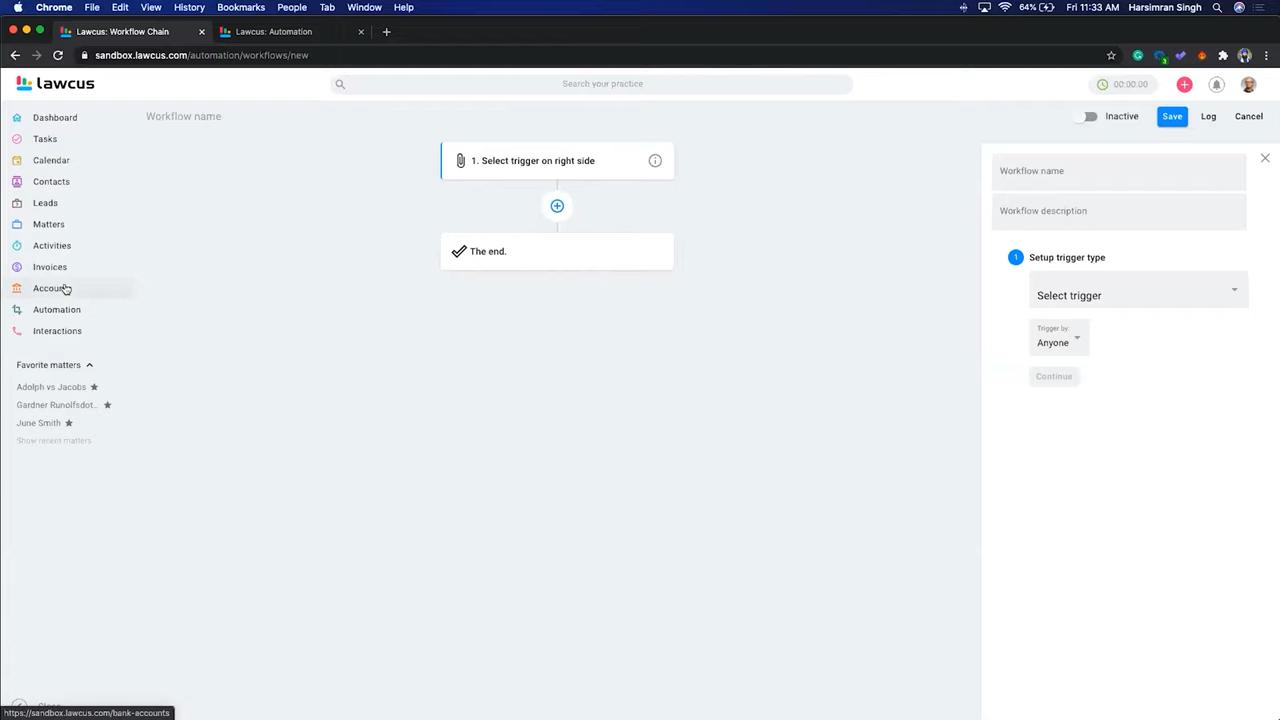 Chrome File Edit View History Bookmarks People Tab Window Help 64% Fri 11:33 AM Harsimran Singh
Lawcus: Workflow Chain Lawcus: Automation
sandbox.lawcus.com/automation/workflows/new
lawcus Search your practice 00:00.00
Dashboard
Tasks
Calendar
Contacts
Leads
Matters
Activities
Invoices
Automation
Interactions
Favorite matters
Adolph vs Jacobs
Gardner Runolfsdot...
June Smith
Show recent matters
https://sandbox.lawcus.com/bank-accounts
Workflow name Inactive Save Log Cancel
1. Select trigger on right side
The end.
Workflow name
Workflow description
1 Setup trigger type
Select trigger
Trigger by:
Anyone
Continue